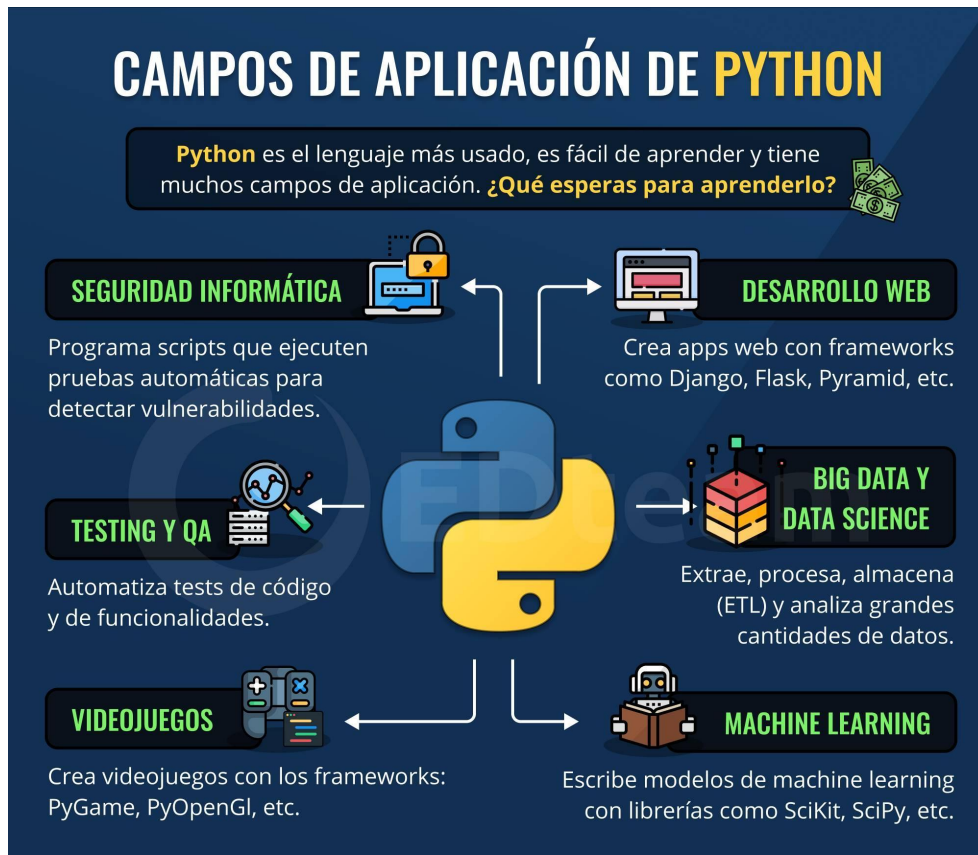 CAMPOS DE APLICACIÓN DE PYTHON
Python es el lenguaje más usado, es fácil de aprender y tiene
muchos campos de aplicación. ¿Qué esperas para aprenderlo?
SEGURIDAD INFORMÁTICA
Programa scripts que ejecuten
pruebas automáticas para
detectar vulnerabilidades.
DESARROLLO WEB
Crea apps web con frameworks
como Django, Flask, Pyramid, etc.
TESTING Y QA
Automatiza tests de código
y de funcionalidades.
BIG DATA Y
DATA SCIENCE
Extrae, procesa, almacena
(ETL) y analiza grandes
cantidades de datos.
VIDEOJUEGOS
Crea videojuegos con los frameworks:
PyGame, PyOpenGl, etc.
MACHINE LEARNING
Escribe modelos de machine learning
con librerías como SciKit, SciPy, etc.
EDteam